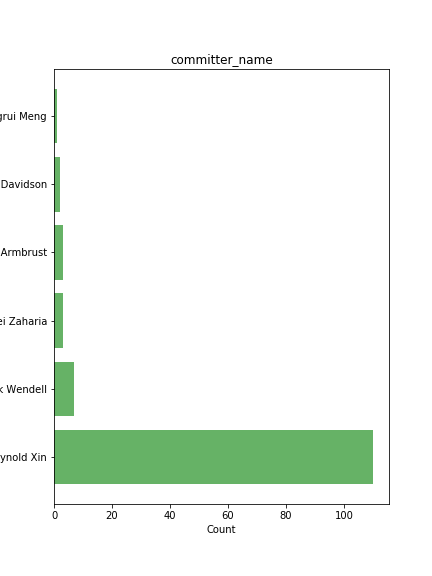 committer_name
grui Meng
Davidson
Armbrust
ei Zaharia
k Wendell
ynold Xin
0 20 40 60 80 100
Count